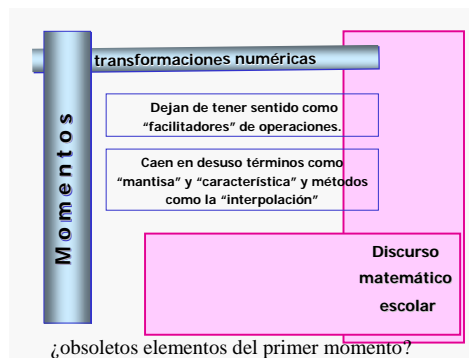 transformaciones numéricas
Momentos
Dejan de tener sentido como
“facilitadores” de operaciones.
Caen en desuso términos como
“mantisa” y “característica” y métodos
como la “interpolación”
Discurso
matemático
escolar
¿obsoletos elementos del primer momento?